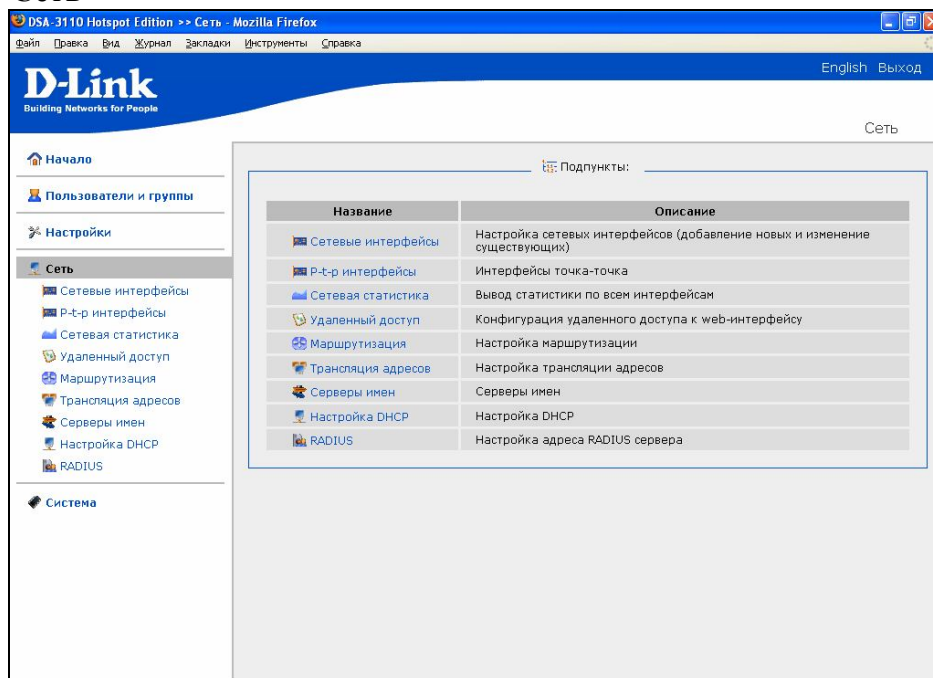 DSA-3110 Hotspot Edition >> Сеть - Mozilla Firefox
Файл Правка Вид Журнал Закладки Инструменты Справка
D-Link
Building Networks for People
English Выход
Сеть
Начало
Пользователи и группы
Настройки
Сеть
Сетевые интерфейсы
P-t-p интерфейсы
Сетевая статистика
Удаленный доступ
Маршрутизация
Трансляция адресов
Серверы имен
Настройка DHCP
RADIUS
Система
Подпункты:
Название Описание
Сетевые интерфейсы Настройка сетевых интерфейсов (добавление новых и изменение
существующих)
P-t-p интерфейсы Интерфейсы точка-точка
Сетевая статистика Вывод статистики по всем интерфейсам
Удаленный доступ Конфигурация удаленного доступа к web-интерфейсу
Маршрутизация Настройка маршрутизации
Трансляция адресов Настройка трансляции адресов
Серверы имен Серверы имен
Настройка DHCP Настройка DHCP
RADIUS Настройка адреса RADIUS сервера